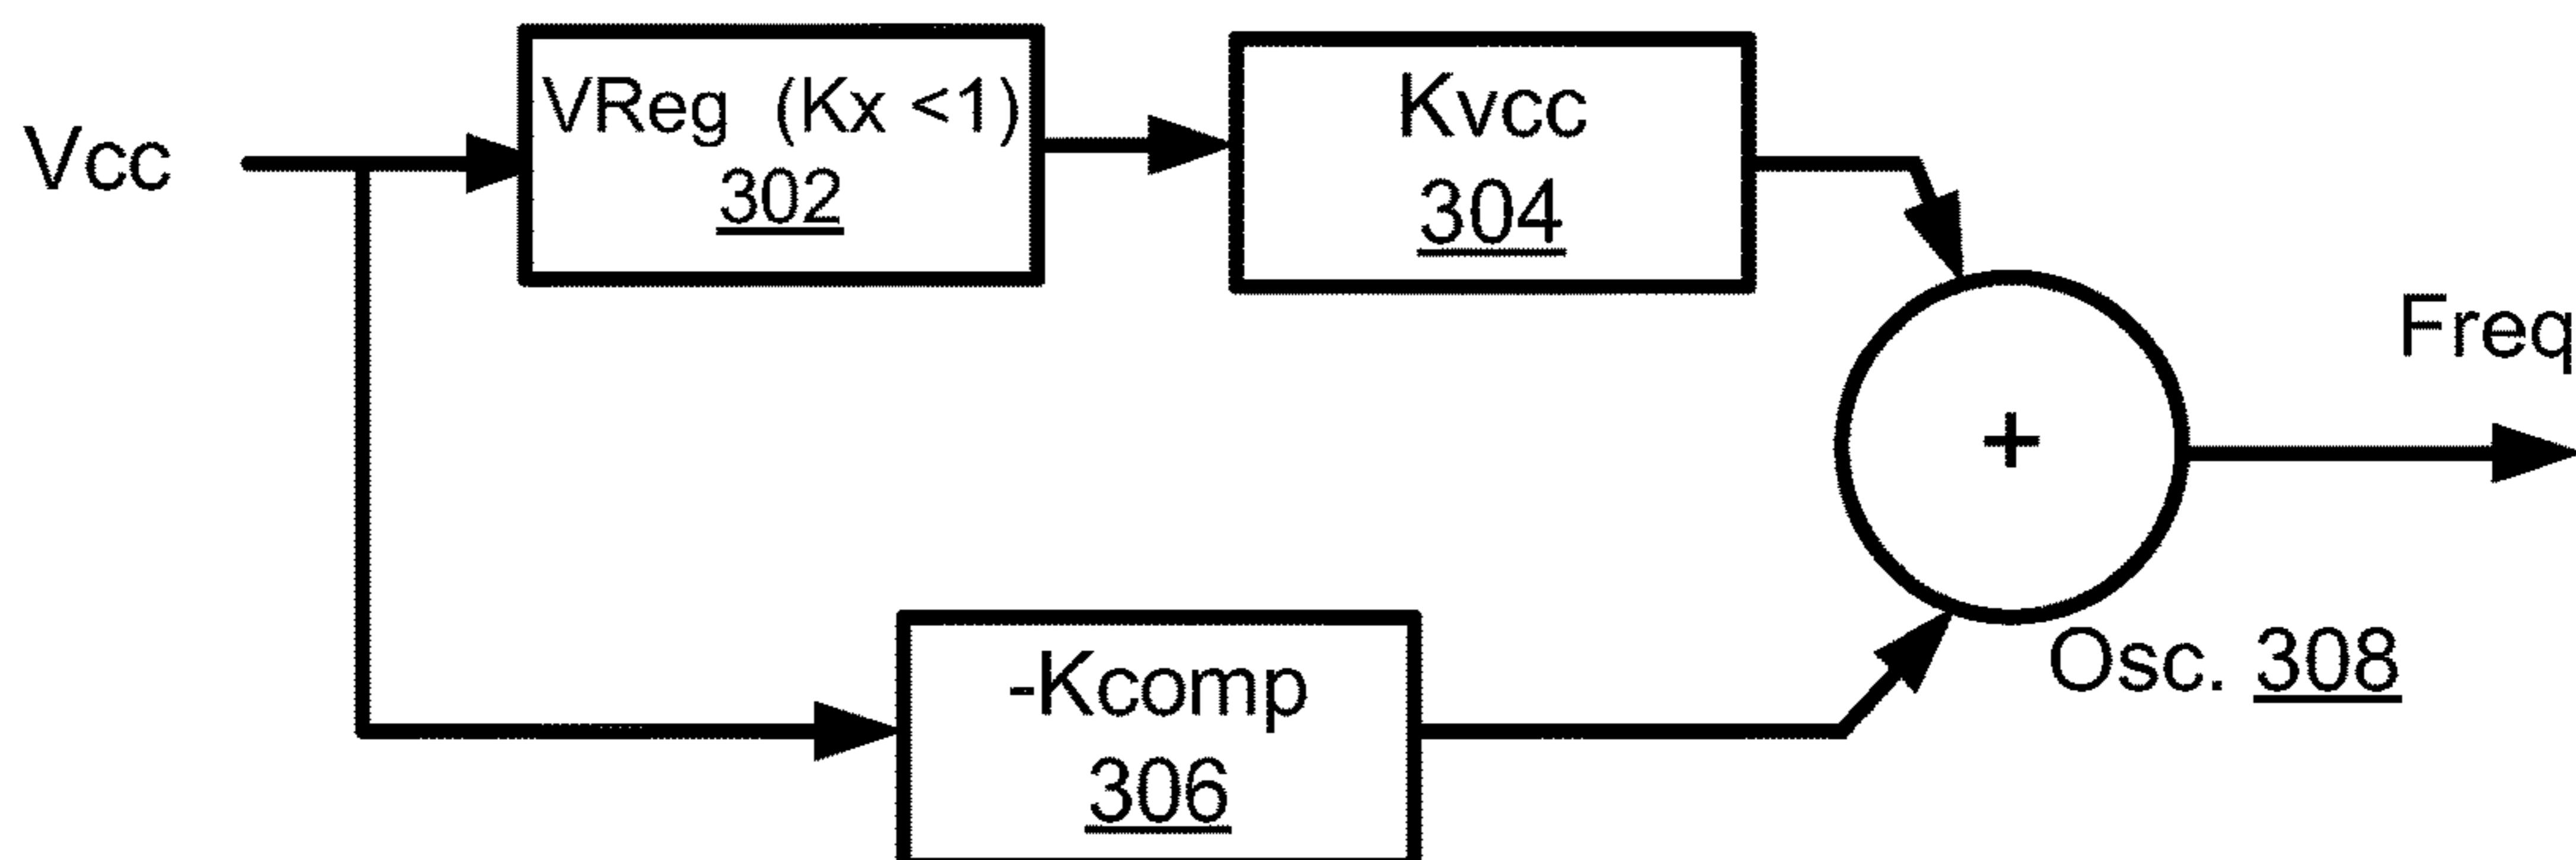 Vcc
VReg (Kx <1)
302
Kvcc
304
Freq
+
-Kcomp
306
Osc. 308